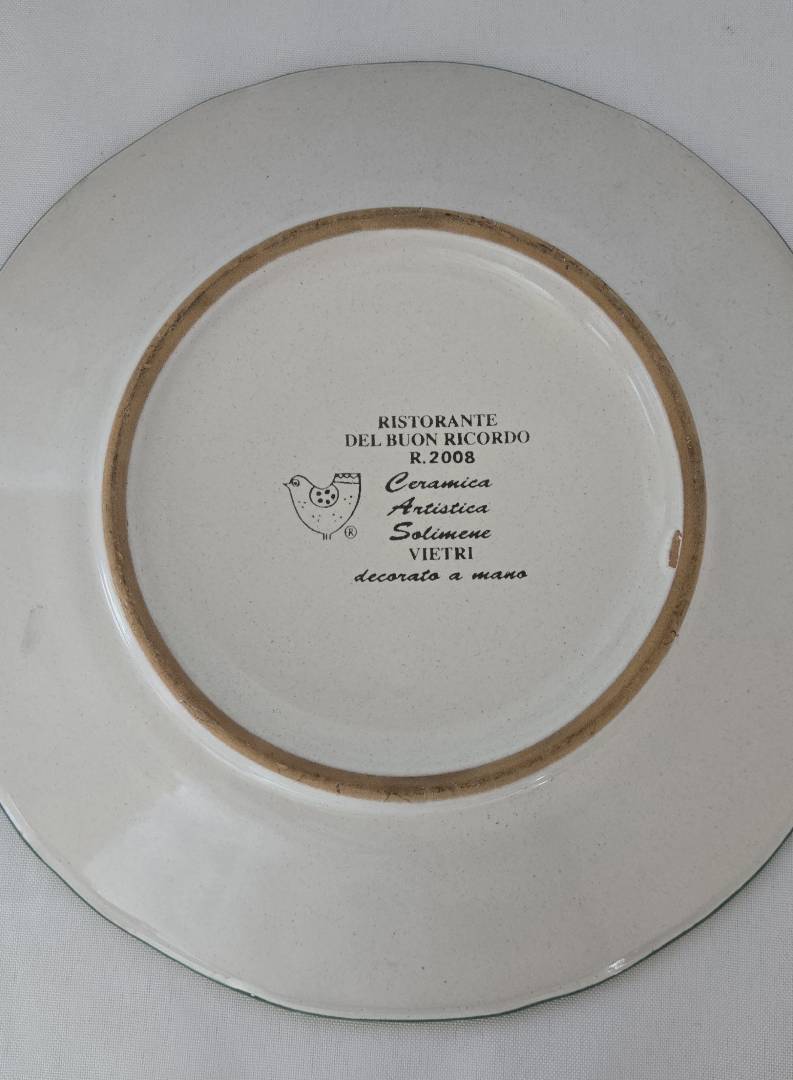 RISTORANTE
DEL BUON RICORDO
R.2008
Ceramica
Artistica
Solimene
®
VIETRI
decorato a mano